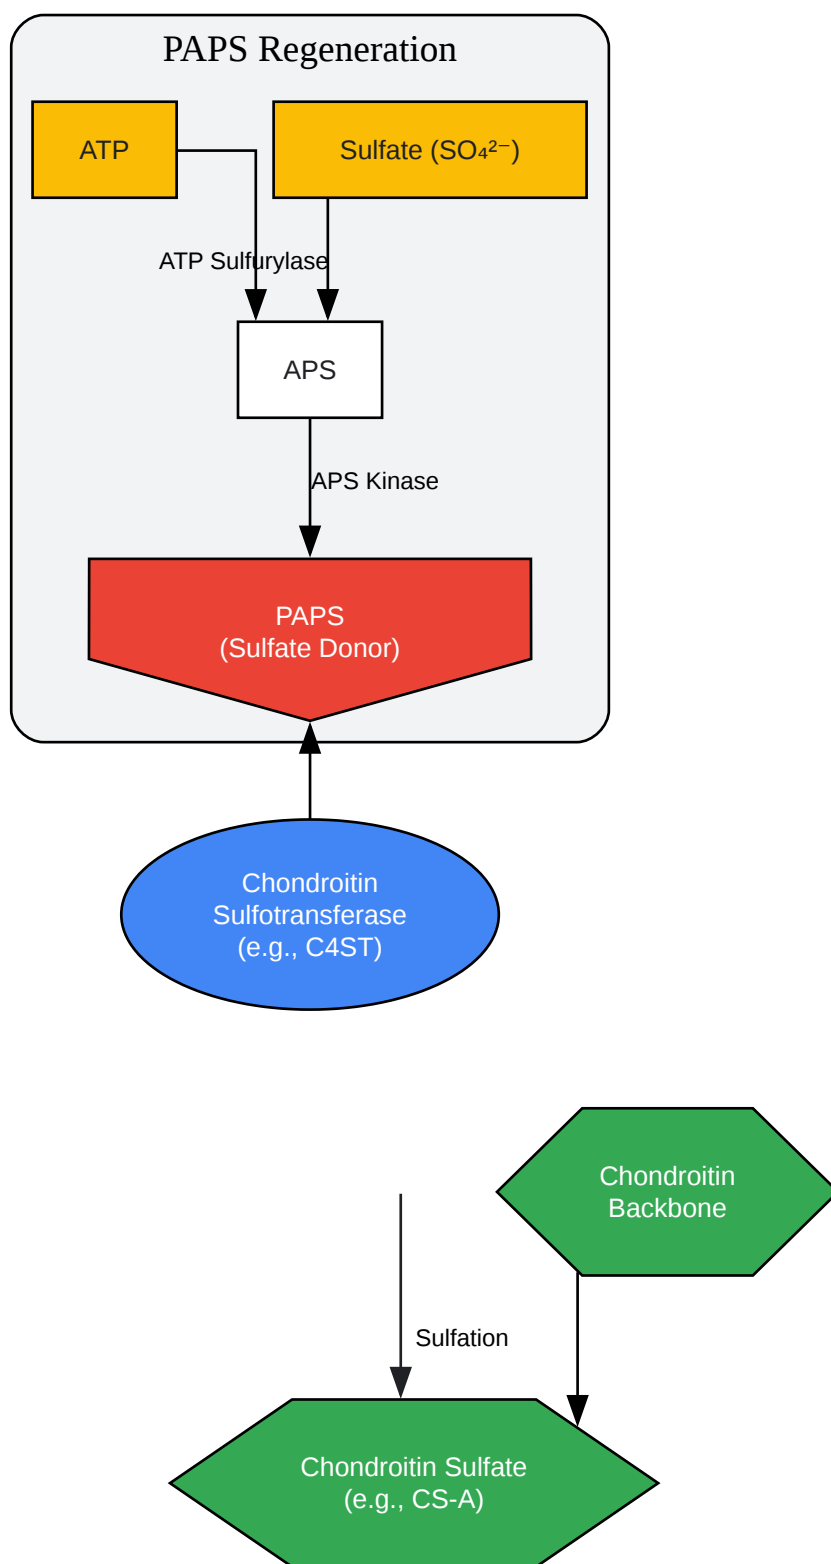 PAPS Regeneration
ATP
Sulfate (SO₄²⁻)
ATP Sulfurylase
APS
APS Kinase
PAPS
(Sulfate Donor)
Chondroitin
Sulfotransferase
(e.g., C4ST)
Chondroitin
Backbone
Sulfation
Chondroitin Sulfate
(e.g., CS-A)